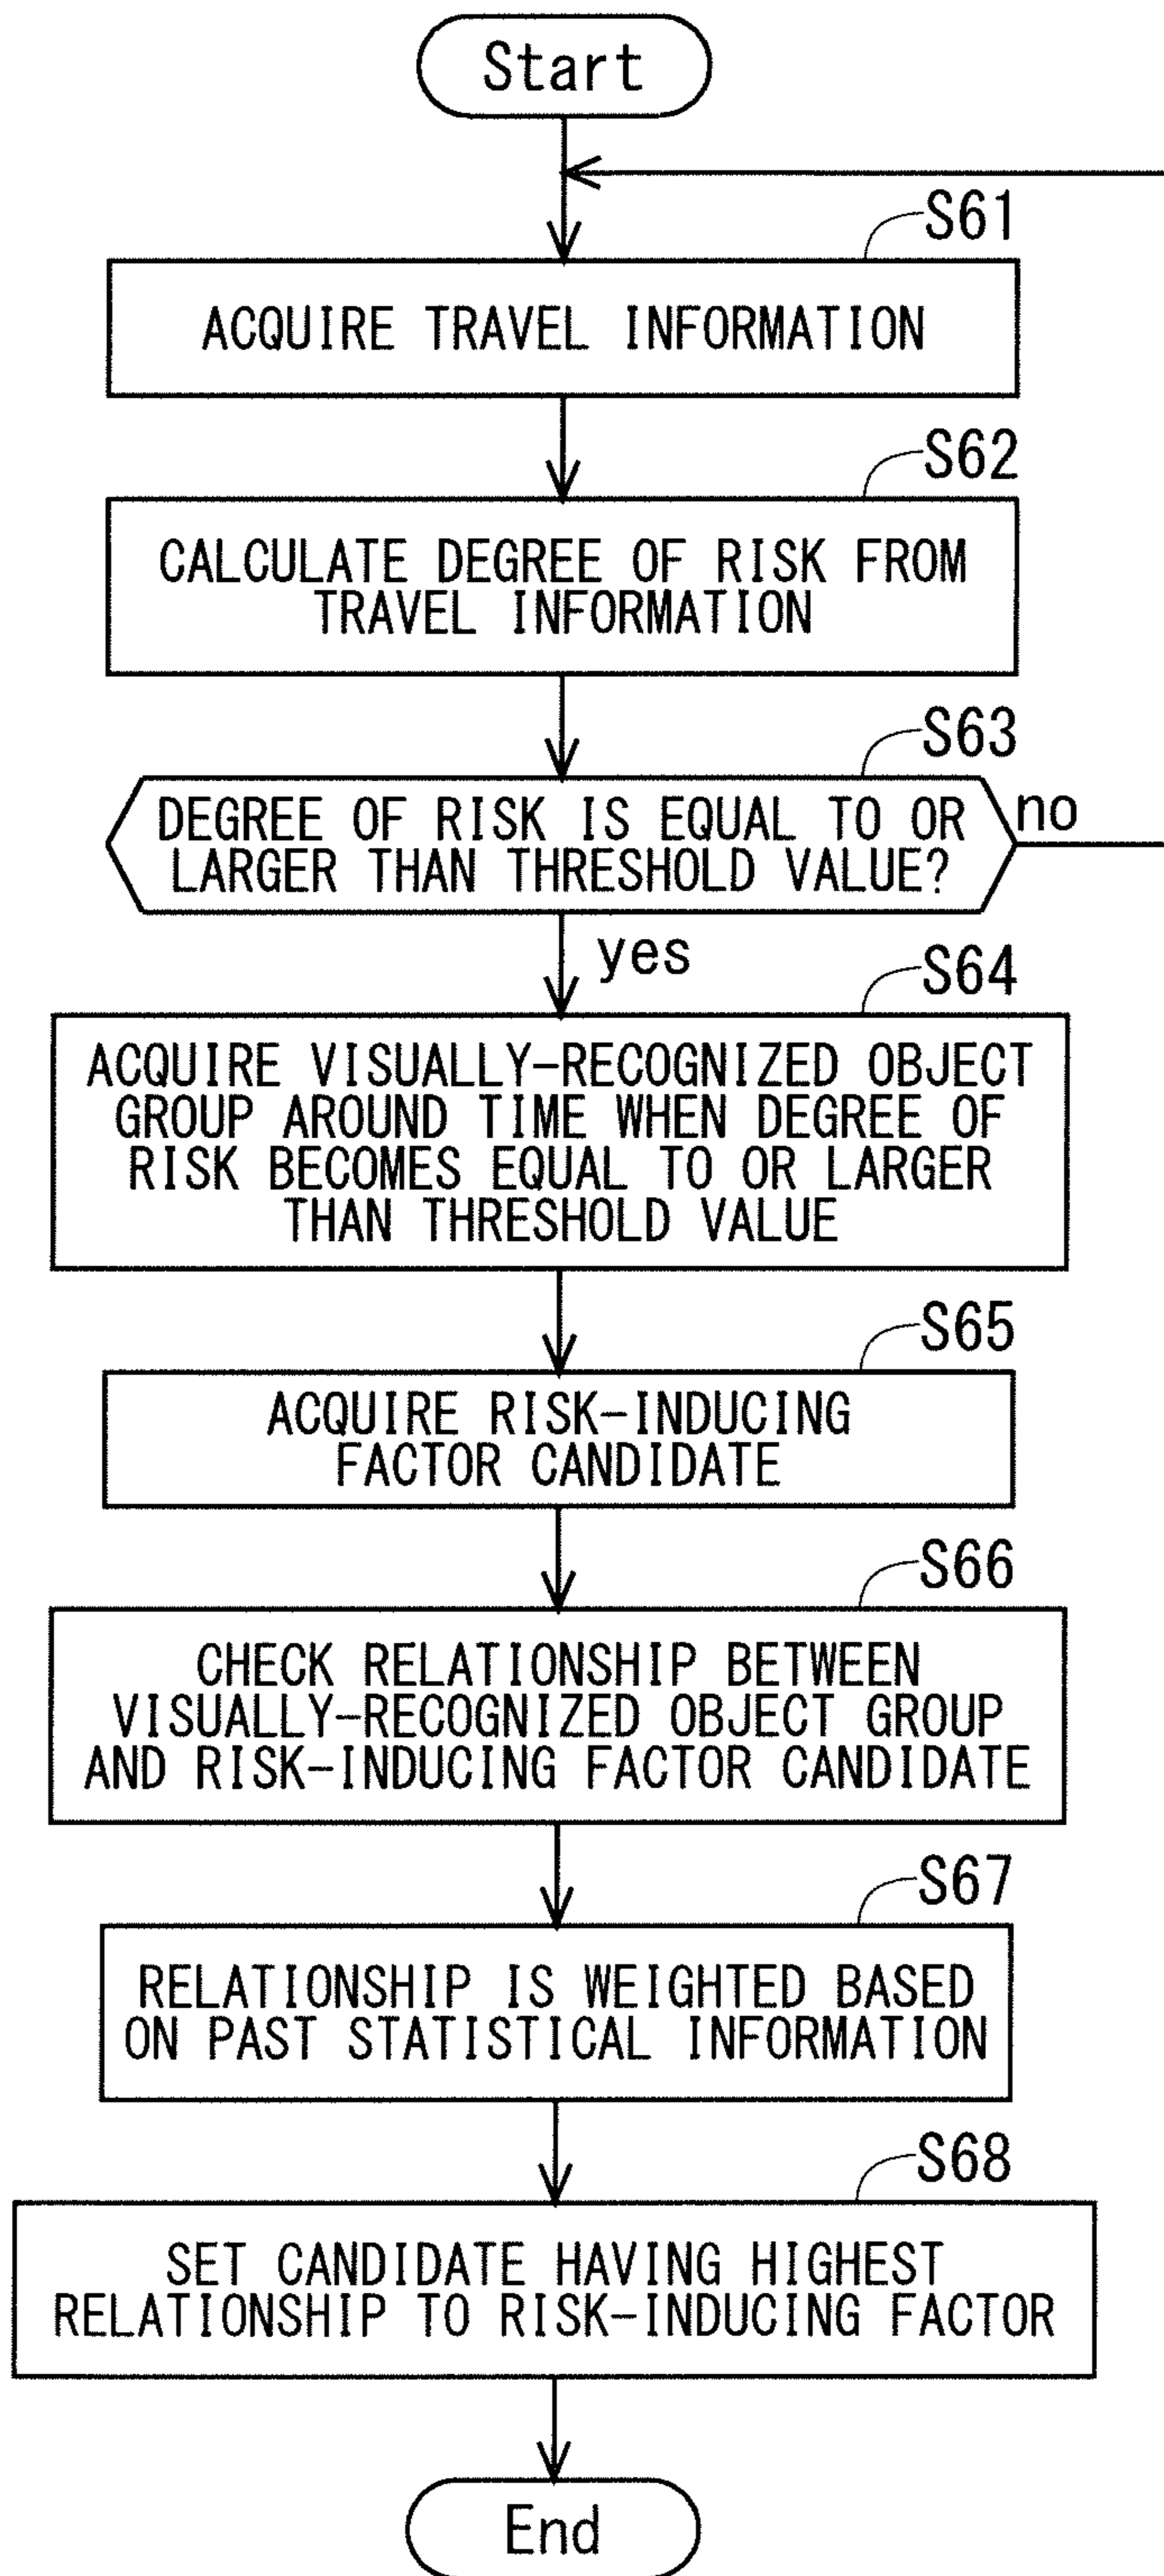 Start
S61
ACQUIRE TRAVEL INFORMATION
S62
CALCULATE DEGREE OF RISK FROM
TRAVEL INFORMATION
S63
DEGREE OF RISK IS EQUAL TO OR
LARGER THAN THRESHOLD VALUE?
no
yes
S64
ACQUIRE VISUALLY-RECOGNIZED OBJECT
GROUP AROUND TIME WHEN DEGREE OF
RISK BECOMES EQUAL TO OR LARGER
THAN THRESHOLD VALUE
S65
ACQUIRE RISK-INDUCING
FACTOR CANDIDATE
S66
CHECK RELATIONSHIP BETWEEN
VISUALLY-RECOGNIZED OBJECT GROUP
AND RISK-INDUCING FACTOR CANDIDATE
S67
RELATIONSHIP IS WEIGHTED BASED
ON PAST STATISTICAL INFORMATION
S68
SET CANDIDATE HAVING HIGHEST
RELATIONSHIP TO RISK-INDUCING FACTOR
End